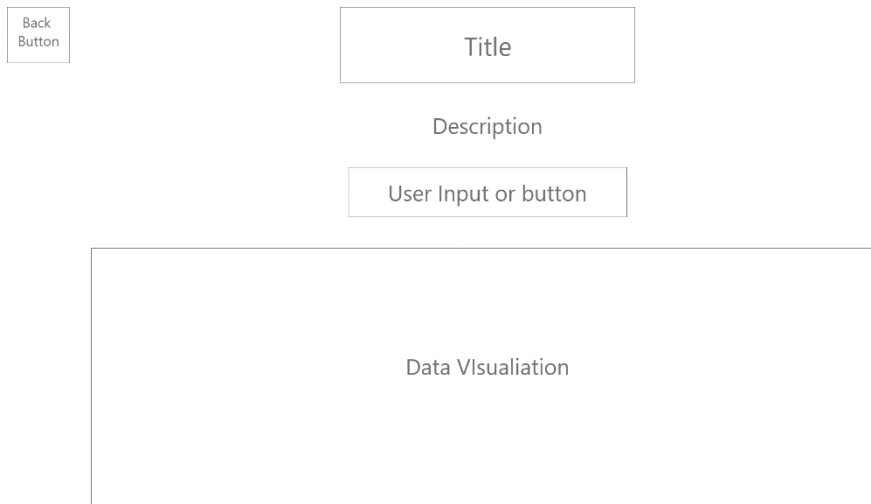 Back
Button
Title
Description
User Input or button
Data VIsualiation